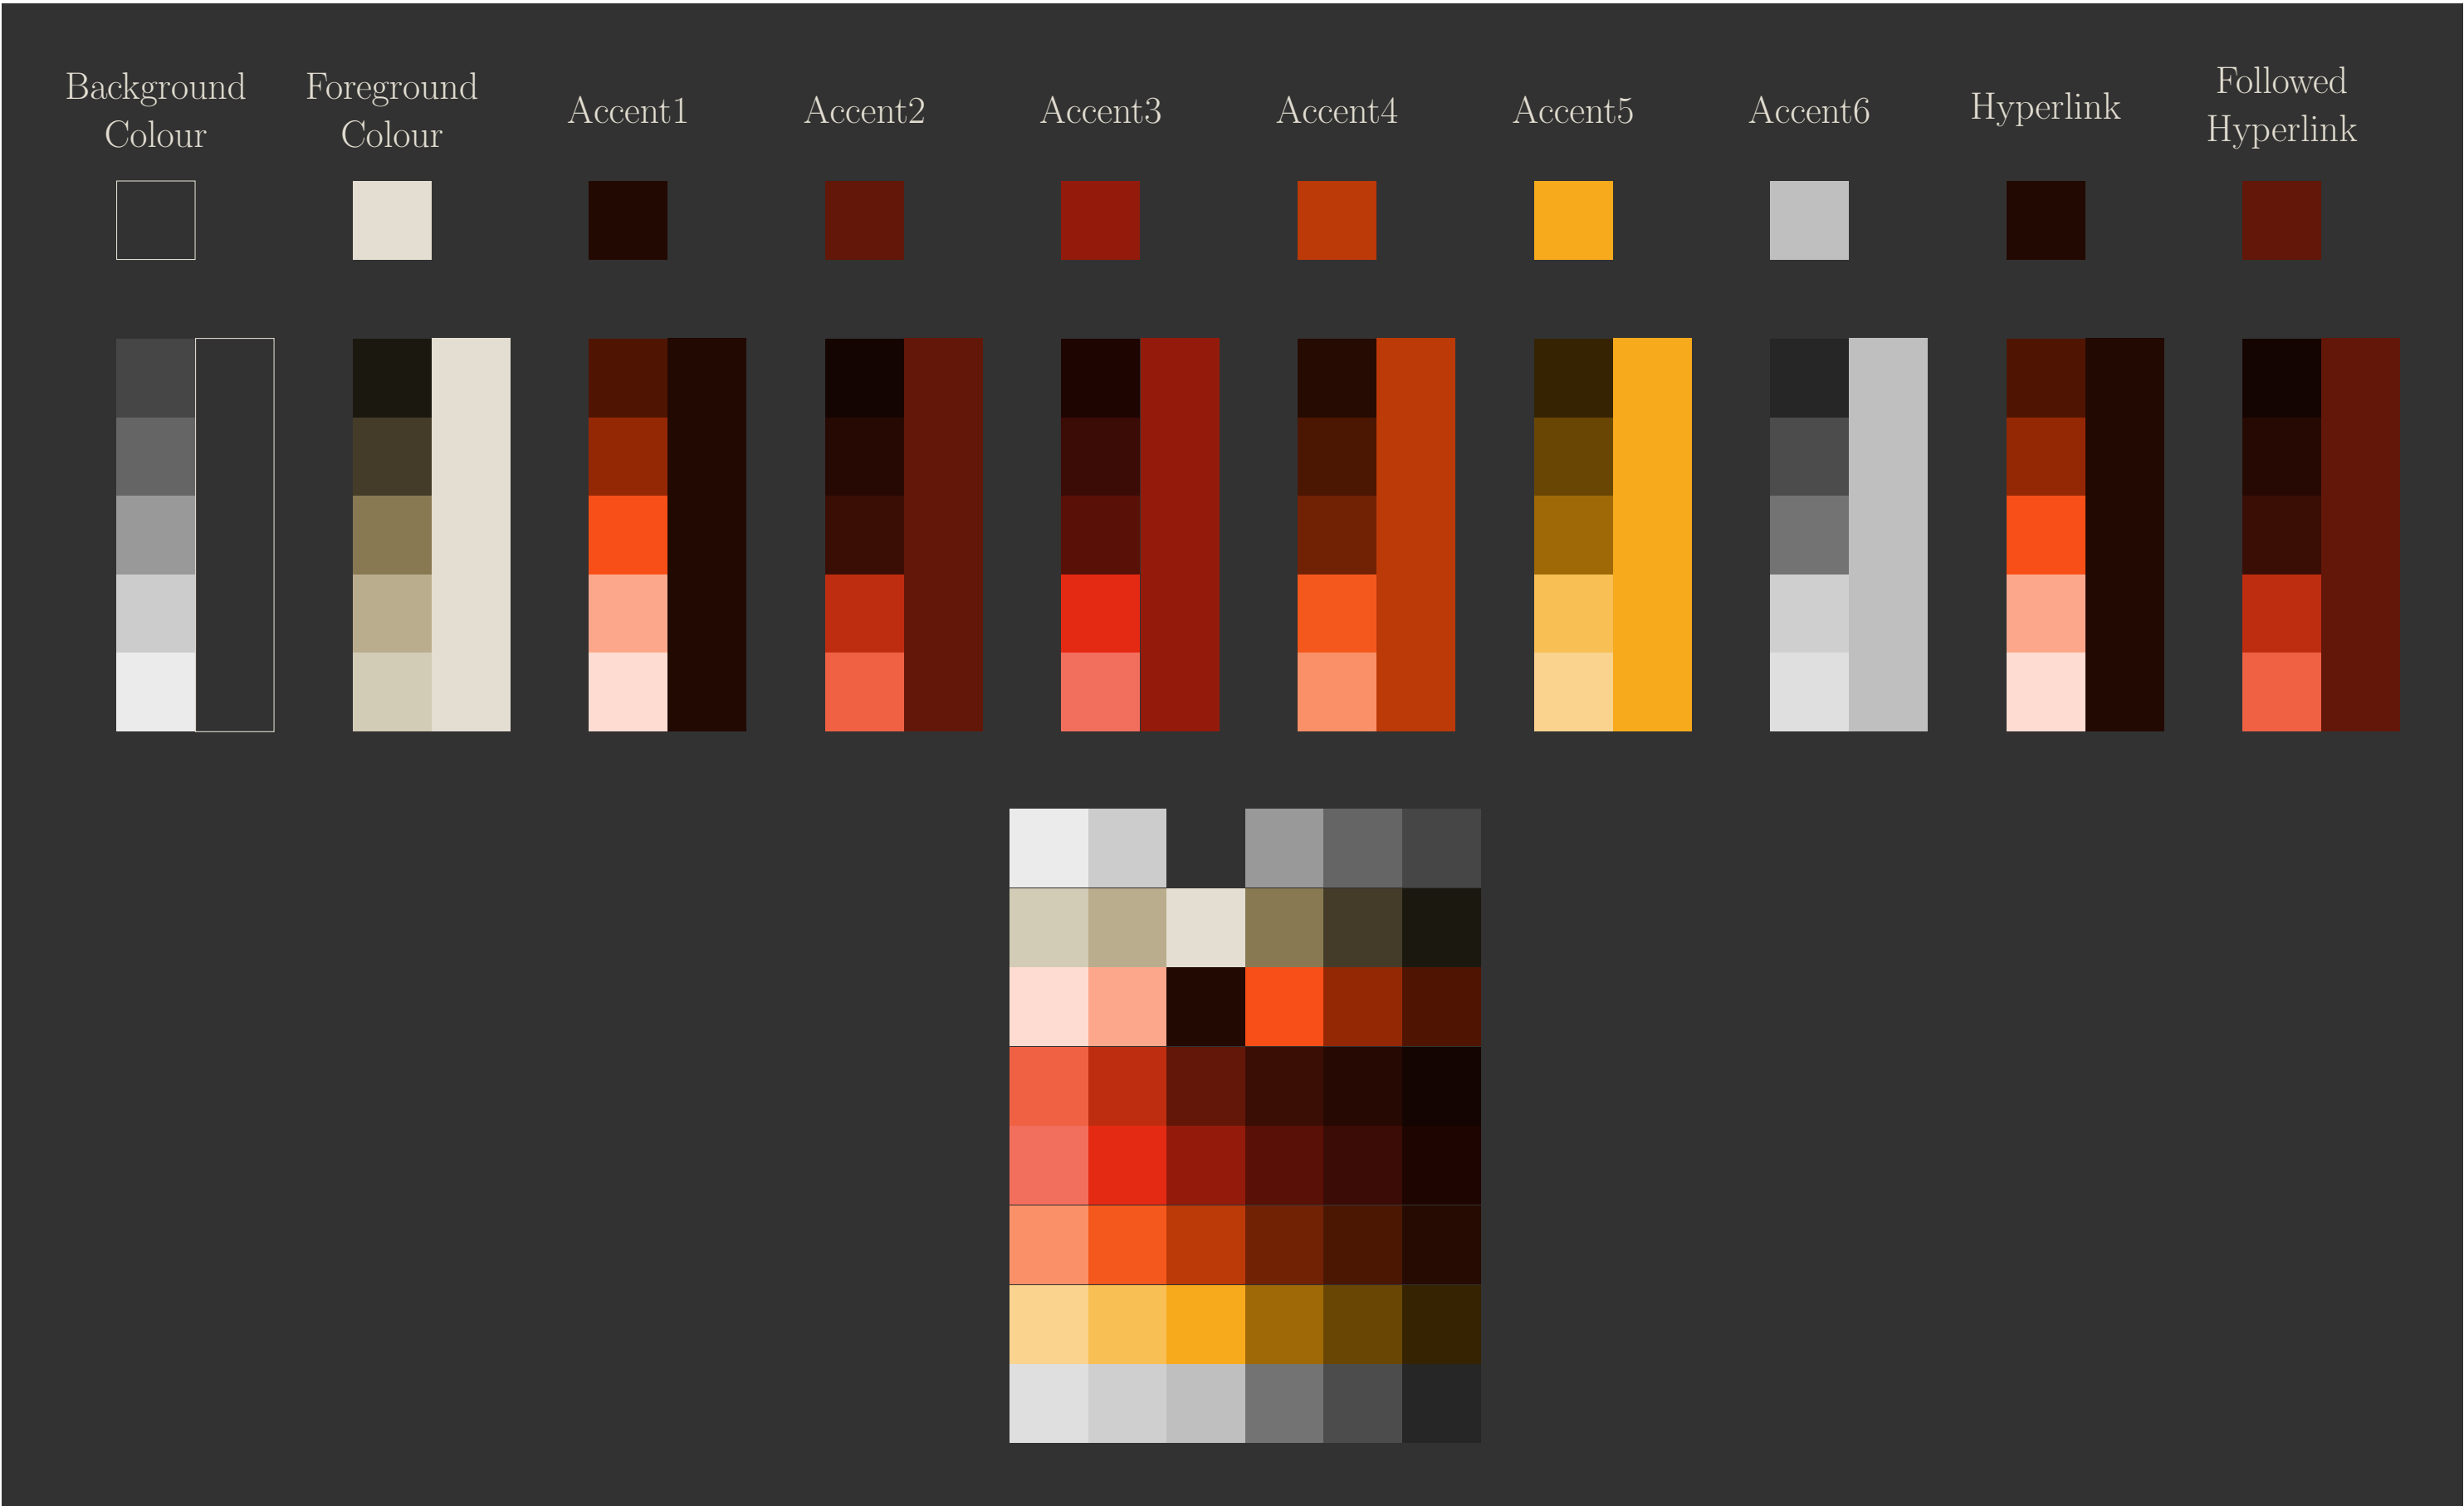 Background
Colour
Foreground
Colour
Accent1
Accent2
Accent3
Accent4
Accent5
Accent6
Hyperlink
Followed
Hyperlink